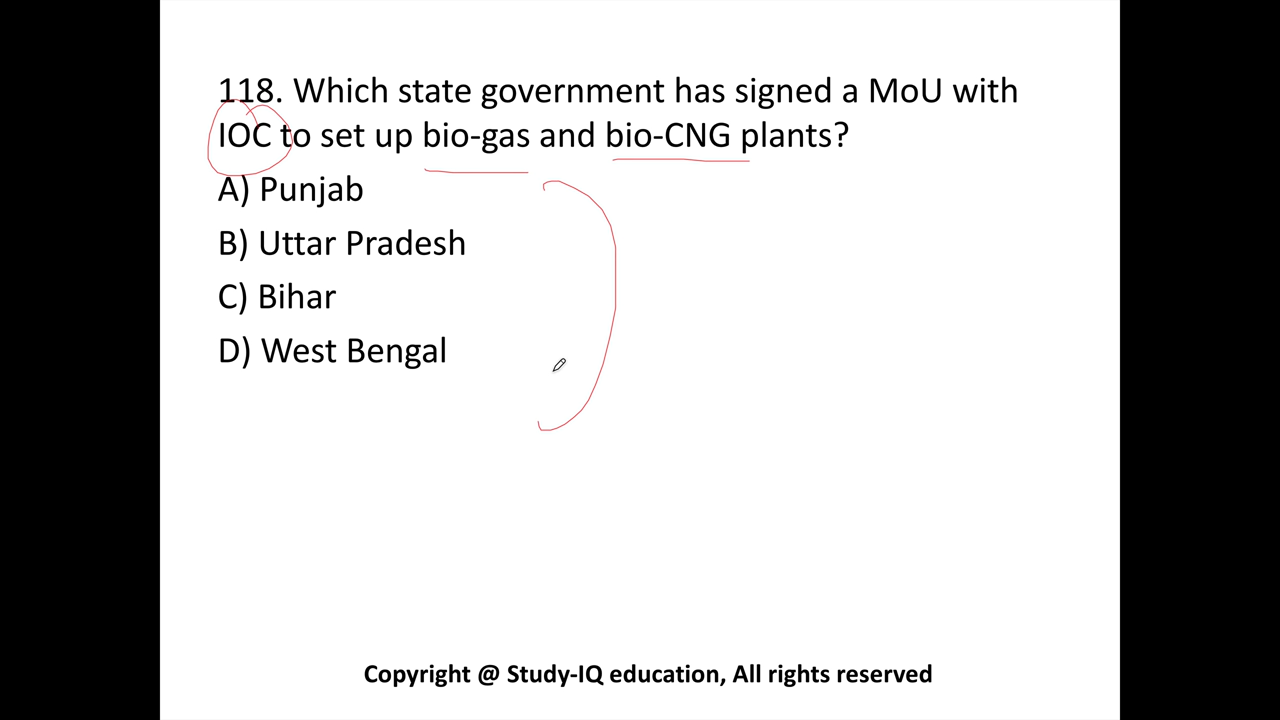 118. Which state government has signed a MoU with
IOC to set up bio-gas and bio-CNG plants?
A) Punjab
B) Uttar Pradesh
C) Bihar
D) West Bengal
Copyright @ Study-IQ education, All rights reserved